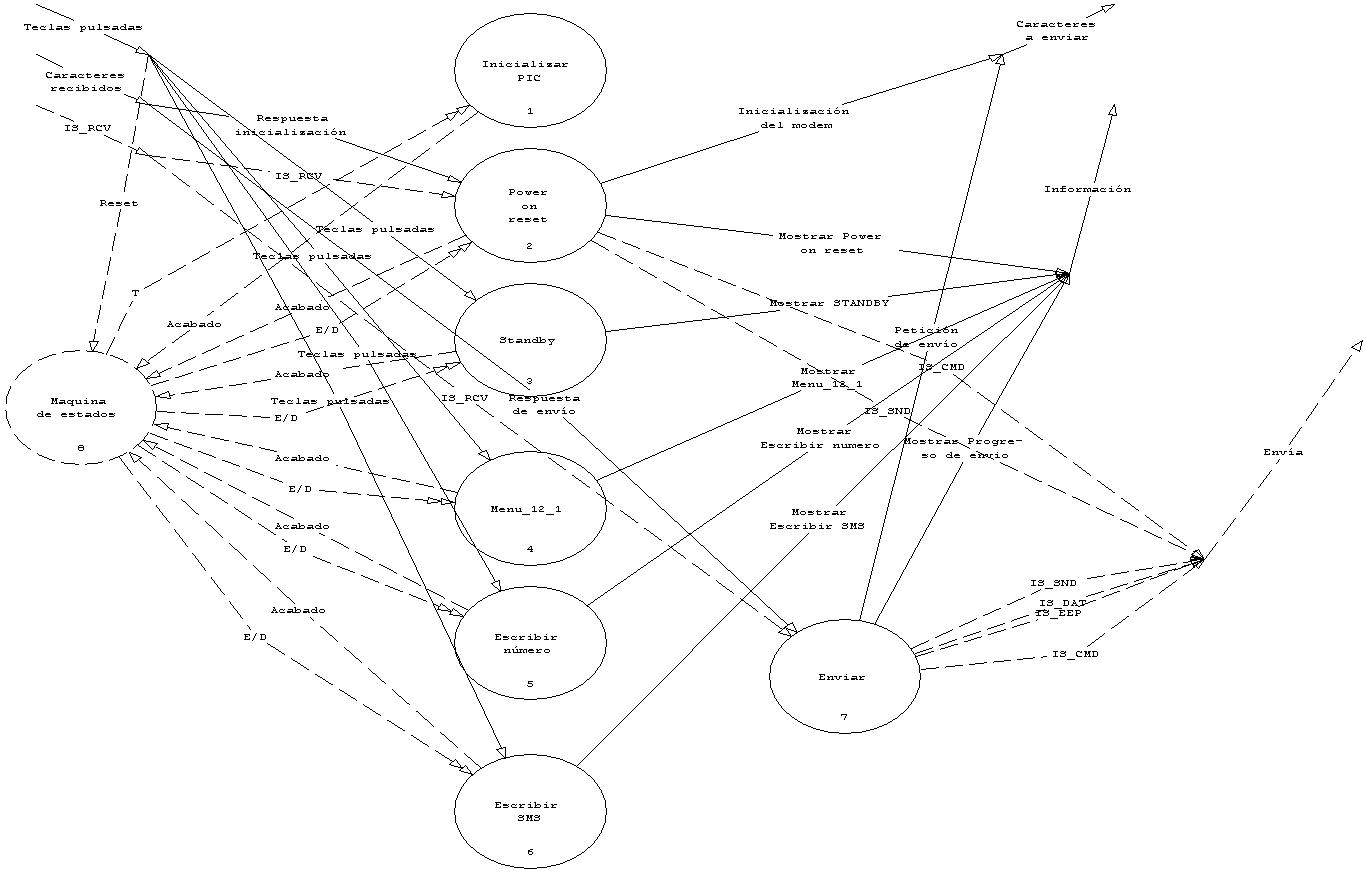 Teclas pulsadas
Caracteres
a enviar
Inicializar
PIC
1
Caracteres
recibidos
Inicialización
del modem
Respuesta
inicialización
IS_RCV
IS_RCV
Información
Power
on
reset
2
Reset
Teclas pulsadas
Mostrar Power
on reset
Teclas pulsadas
T
Acabado
Mostrar STANDBY
Acabado
E/D
Petición
de envío
Standby
3
Teclas pulsadas
Acabado
IS_CMD
Mostrar
Menu_12_1
Maquina
de estados
0
Teclas pulsadas
E/D
IS_RCV
Respuesta
de envío
IS_SND
Mostrar
Escribir numero
Mostrar Progre-
so de envio
Envía
Acabado
E/D
Menu_12_1
4
Mostrar
Escribir SMS
Acabado
E/D
IS_SND
IS_DAT
IS_EEP
IS_CMD
Acabado
E/D
Escribir
número
5
Enviar
7
Escribir
SMS
6